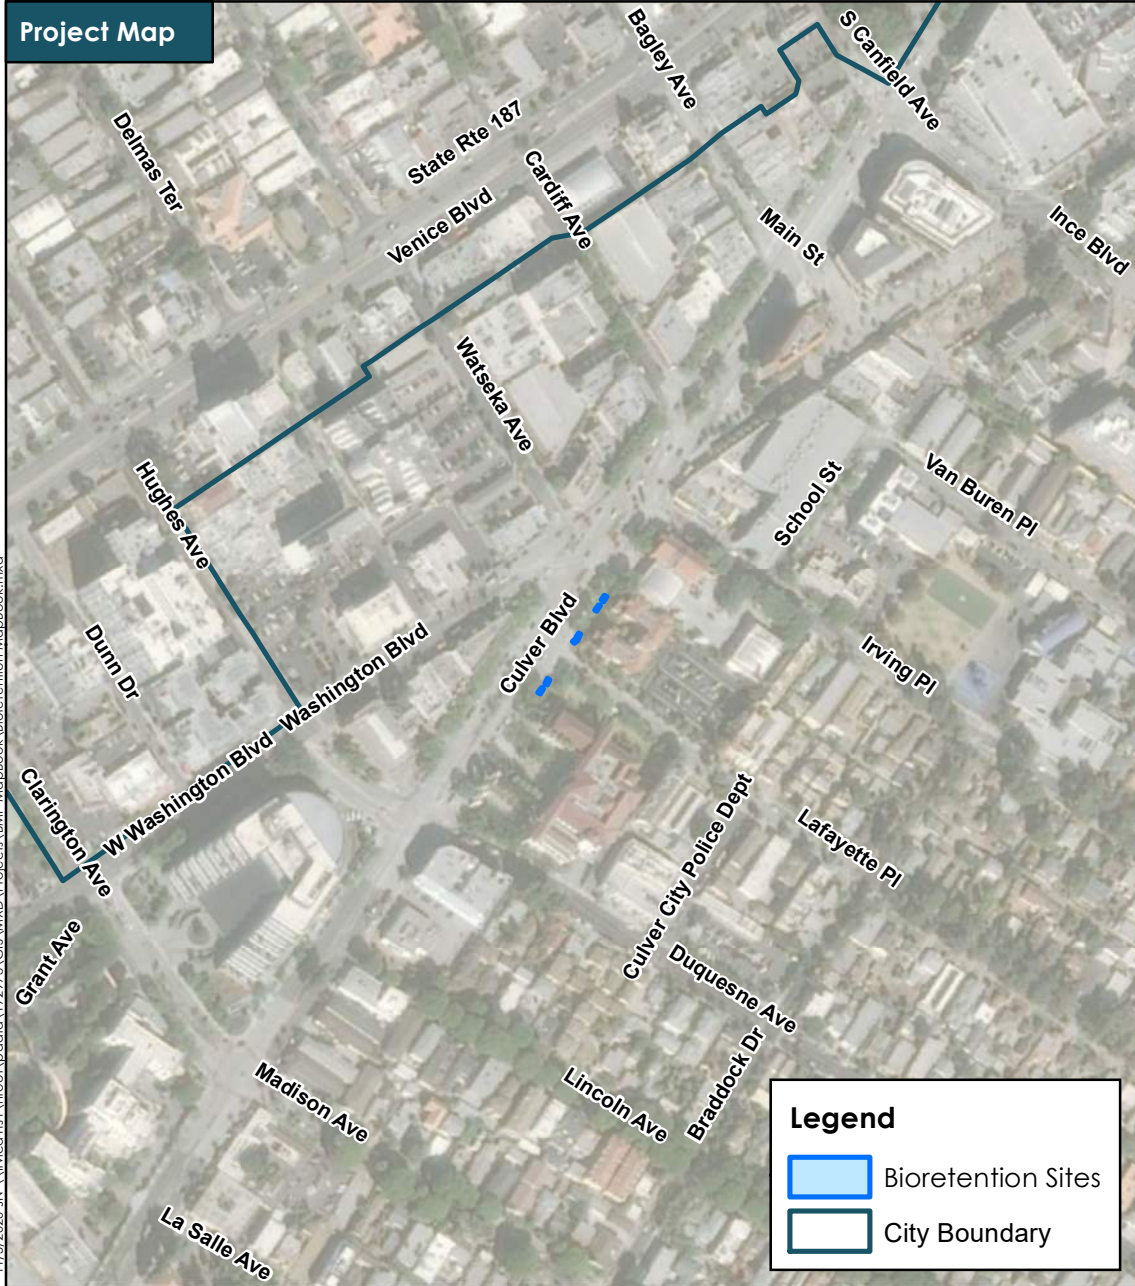 Project Map
Bagley Ave
S Canfield Ave
Delmas Ter
State Rte 187
Cardiff Ave
Venice Blvd
Main St
Ince Blvd
Watseka Ave
Hughes Ave
School St
Van Buren Pl
Culver Blvd
Dunn Dr
Washington Blvd
Irving Pl
W Washington Blvd
Clarington Ave
Culver City Police Dept
Lafayette Pl
Grant Ave
Duquesne Ave
Madison Ave
Lincoln Ave
Braddock Dr
La Salle Ave
Legend
Bioretention Sites
City Boundary